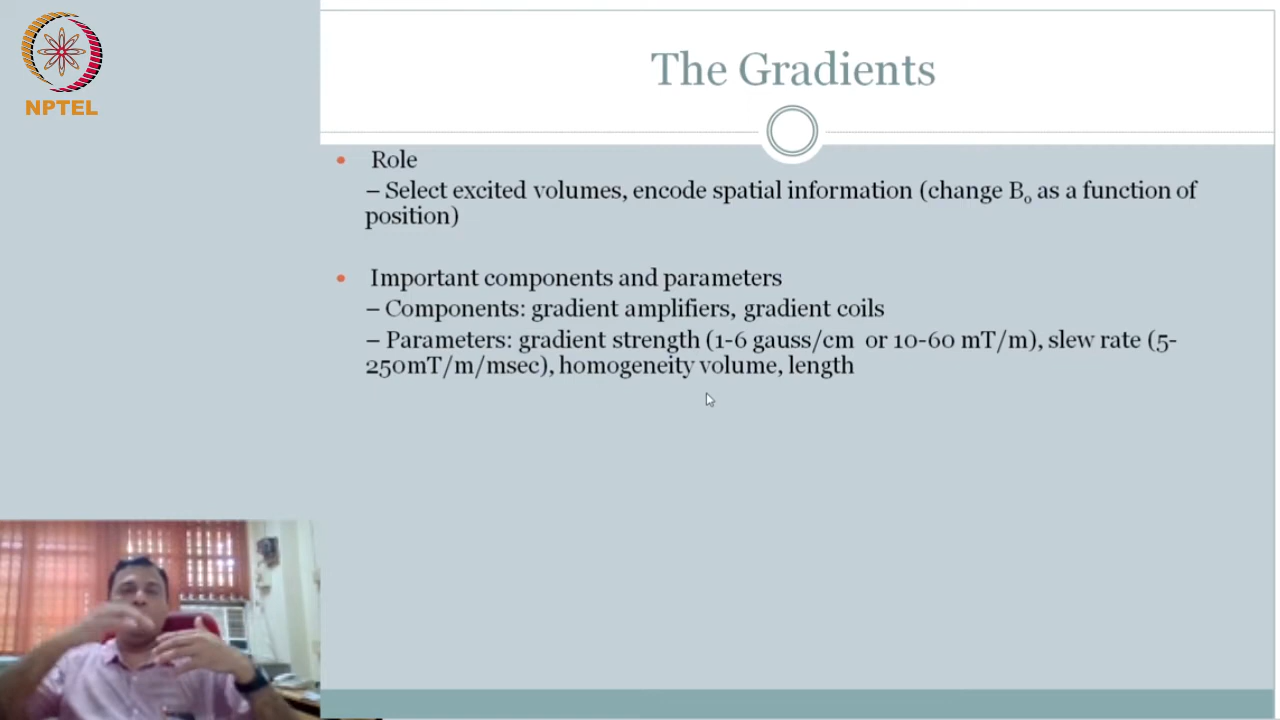 NPTEL
The Gradients
• Role
– Select excited volumes, encode spatial information (change B₀ as a function of
position)
• Important components and parameters
– Components: gradient amplifiers, gradient coils
– Parameters: gradient strength (1-6 gauss/cm or 10-60 mT/m), slew rate (5-
250mT/m/msec), homogeneity volume, length